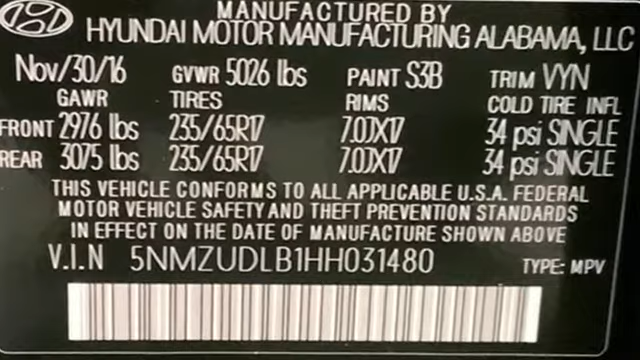 MANUFACTURED BY
HYUNDAI MOTOR MANUFACTURING ALABAMA, LLC
Nov/30/16 GVWR 5026 lbs PAINT S3B TRIM VYN
GAWR TIRES RIMS COLD TIRE INFL
FRONT 2976 lbs 235/65R17 7.0JX17 34 psi SINGLE
REAR 3075 lbs 235/65R17 7.0JX17 34 psi SINGLE
THIS VEHICLE CONFORMS TO ALL APPLICABLE U.S.A. FEDERAL
MOTOR VEHICLE SAFETY AND THEFT PREVENTION STANDARDS
IN EFFECT ON THE DATE OF MANUFACTURE SHOWN ABOVE
V.I.N 5NMZUDLB1HH031480 TYPE: MPV